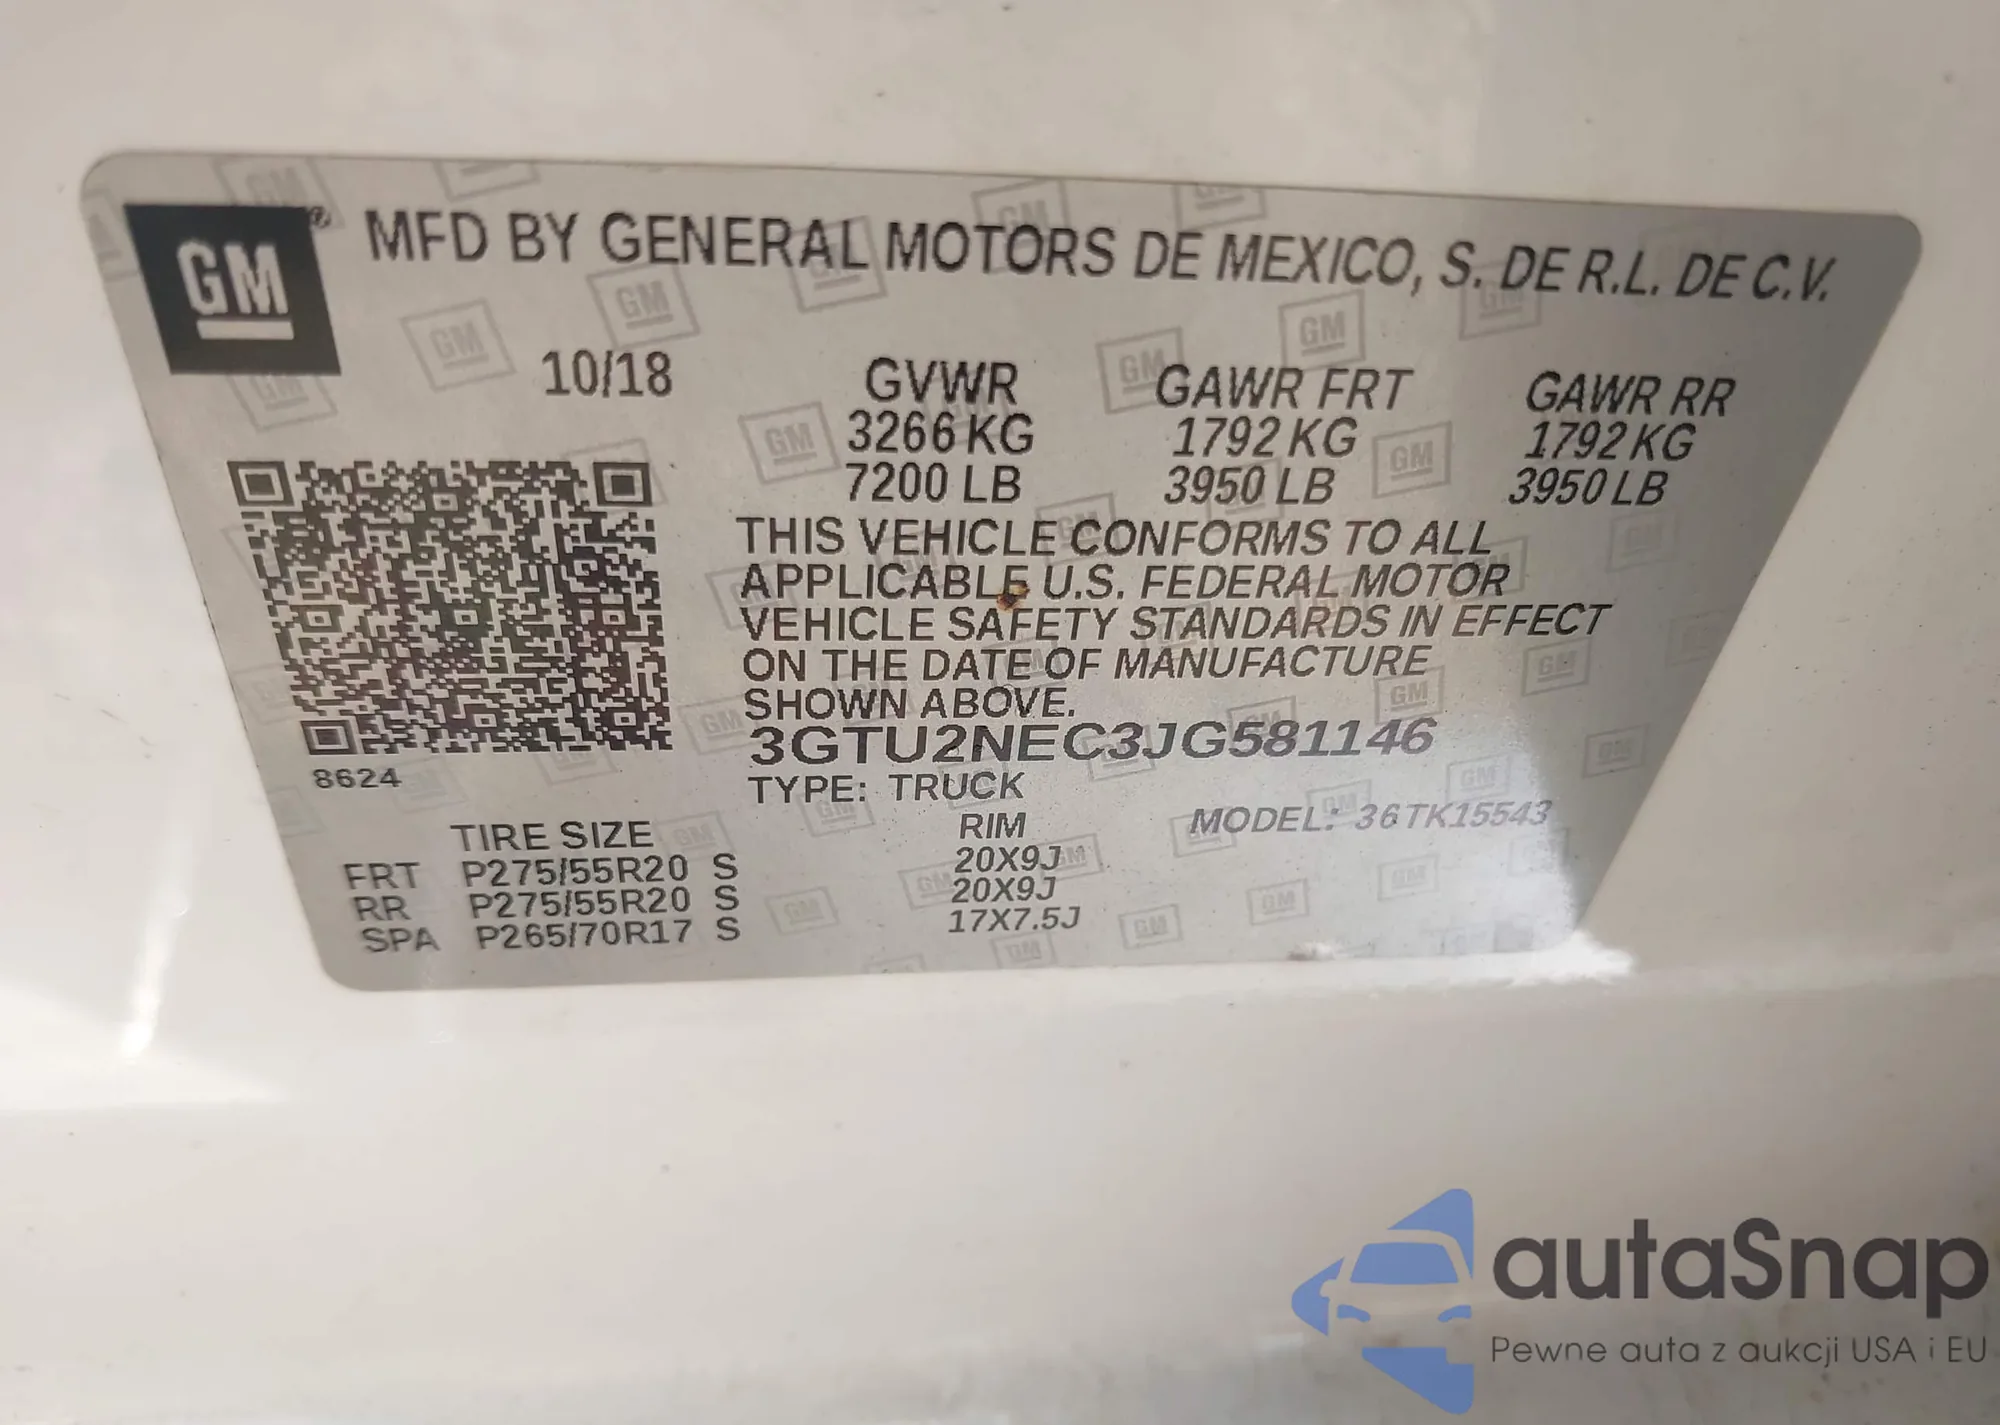 GM ® MFD BY GENERAL MOTORS DE MEXICO, S. DE R.L. DE C.V.
10/18 GVWR GAWR FRT GAWR RR
3266 KG 1792 KG 1792 KG
7200 LB 3950 LB 3950 LB
THIS VEHICLE CONFORMS TO ALL
APPLICABLE U.S. FEDERAL MOTOR
VEHICLE SAFETY STANDARDS IN EFFECT
ON THE DATE OF MANUFACTURE
SHOWN ABOVE.
3GTU2NEC3JG581146
8624
TYPE: TRUCK
MODEL: 36TK15543
TIRE SIZE RIM
FRT P275/55R20 S 20X9J
RR P275/55R20 S 20X9J
SPA P265/70R17 S 17X7.5J
autaSnap
Pewne auta z aukcji USA i EU